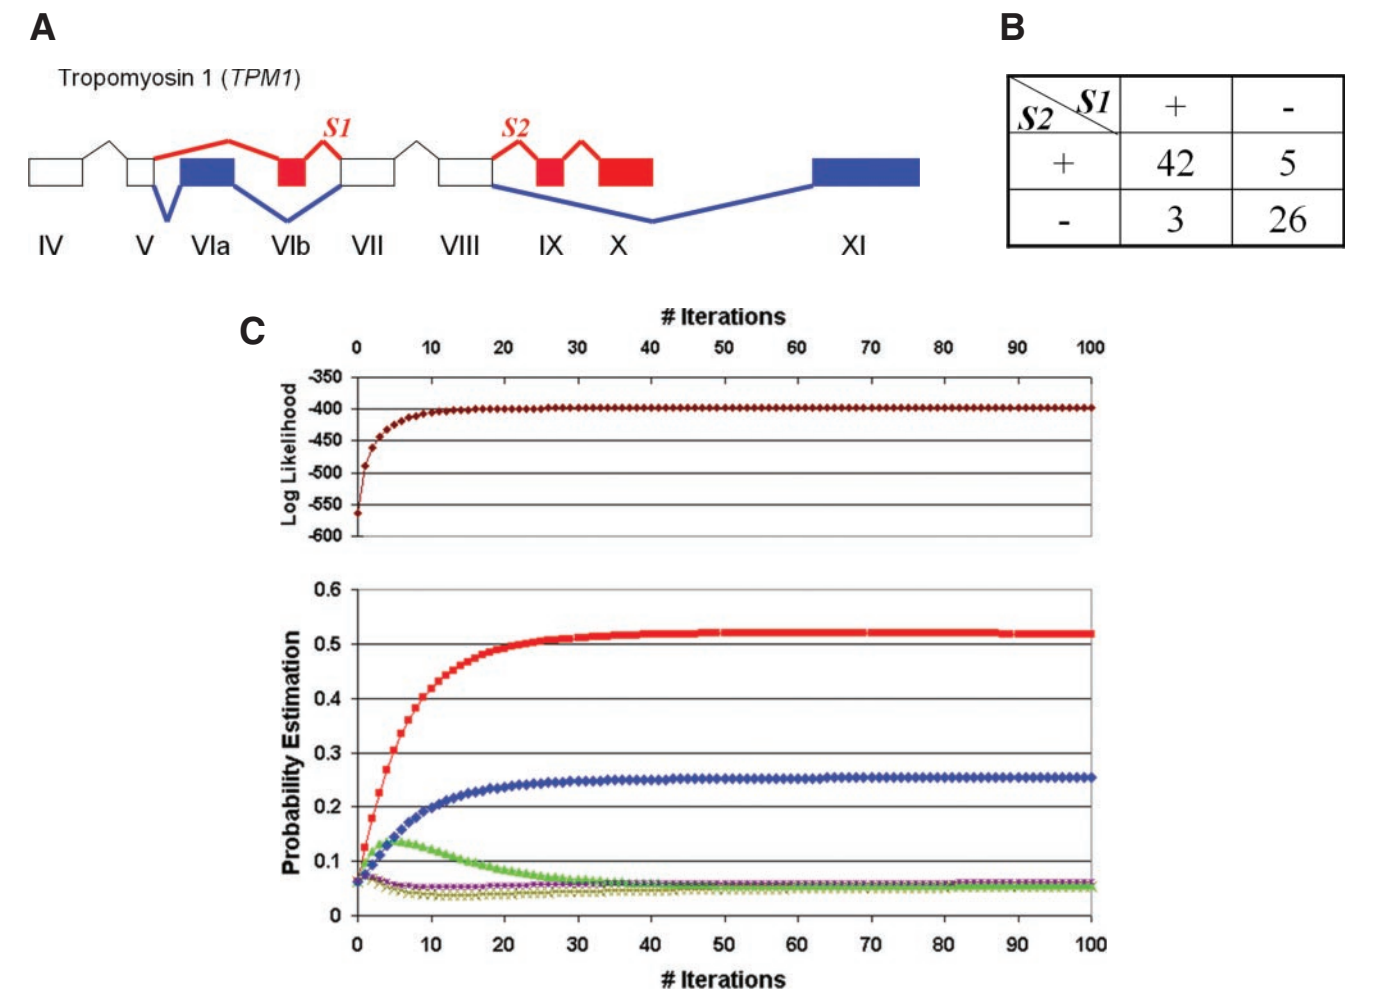 A
Tropomyosin 1 (TPM1)
S1
S2
IV V VIa VIb VII VIII IX X XI
B
S2 S1 + -
+ 42 5
- 3 26
C
# Iterations
0 10 20 30 40 50 60 70 80 90 100
Log Likelihood
-350
-400
-450
-500
-550
-600
Probability Estimation
0.6
0.5
0.4
0.3
0.2
0.1
0
0 10 20 30 40 50 60 70 80 90 100
# Iterations